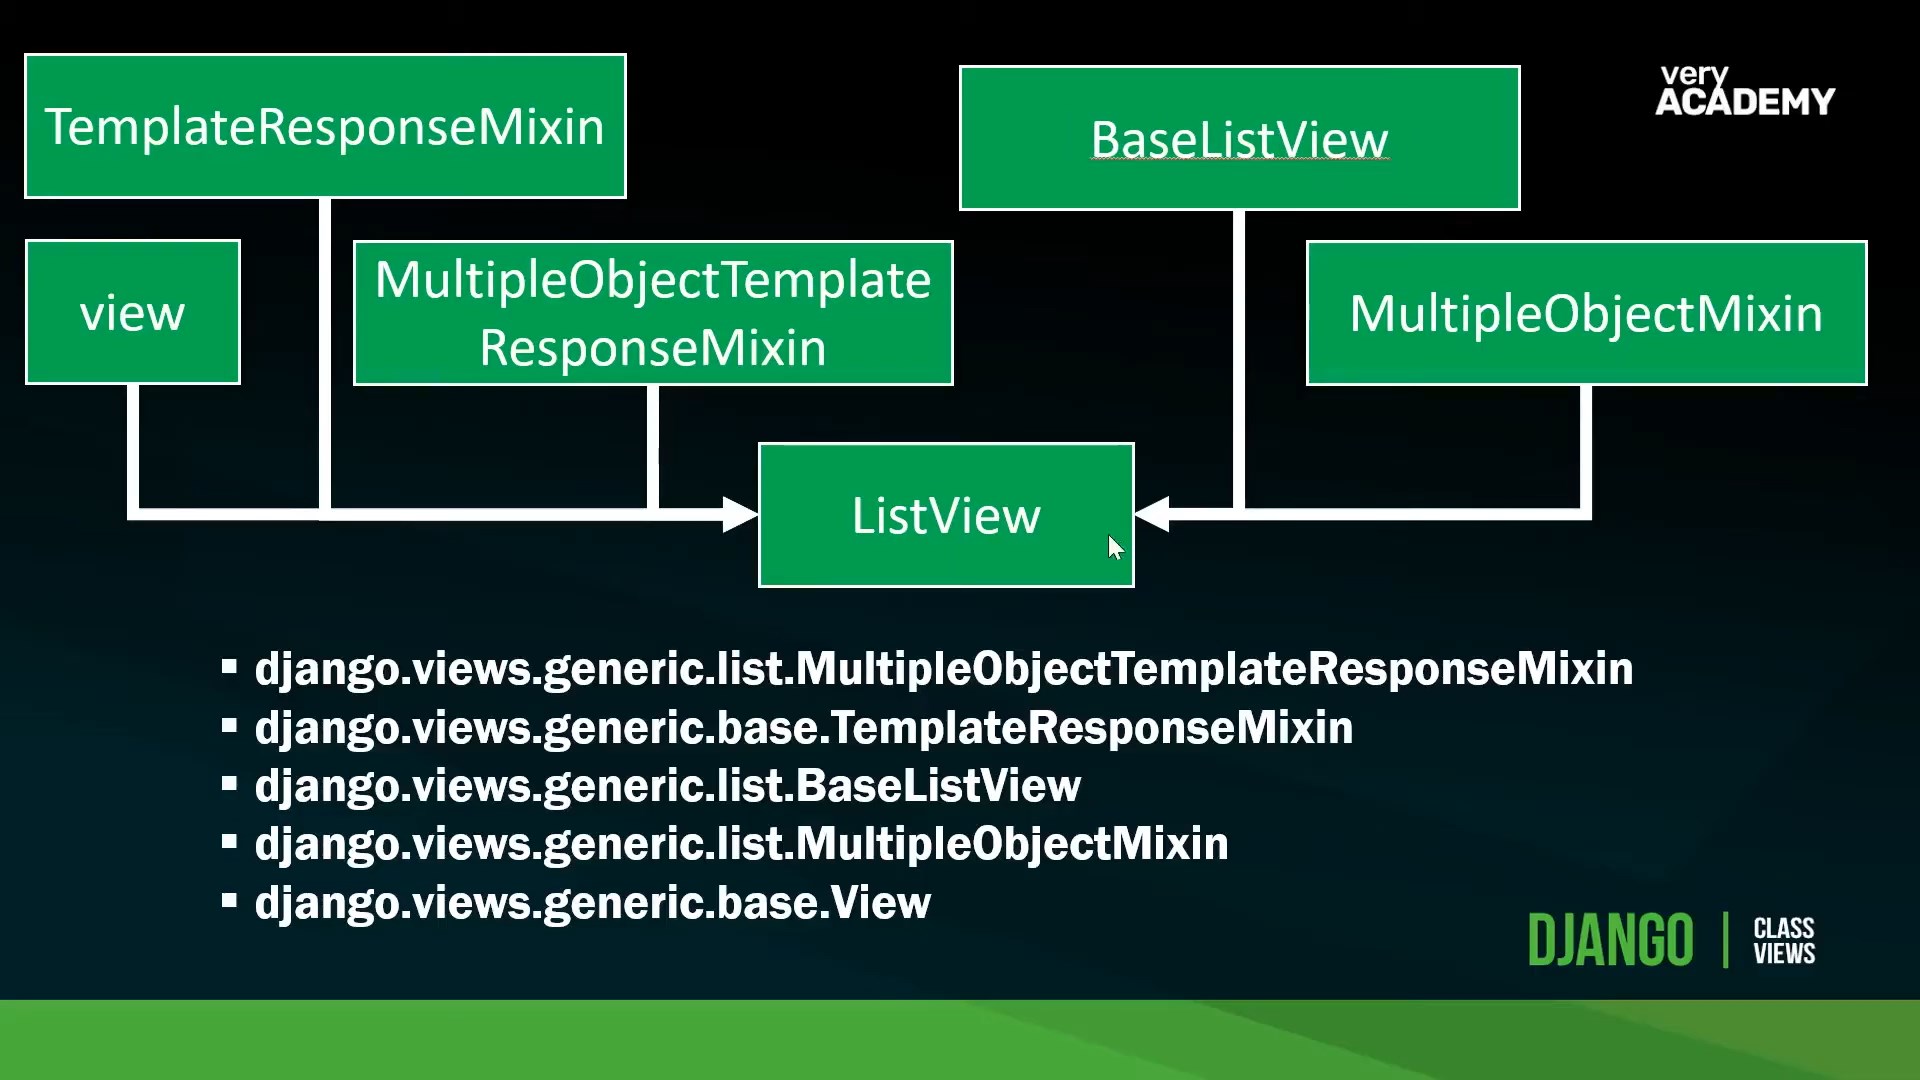 TemplateResponseMixin
BaseListView
very
ACADEMY
view
MultipleObjectTemplate
ResponseMixin
MultipleObjectMixin
ListView
▪ django.views.generic.list.MultipleObjectTemplateResponseMixin
▪ django.views.generic.base.TemplateResponseMixin
▪ django.views.generic.list.BaseListView
▪ django.views.generic.list.MultipleObjectMixin
▪ django.views.generic.base.View
DJANGO | CLASS
VIEWS